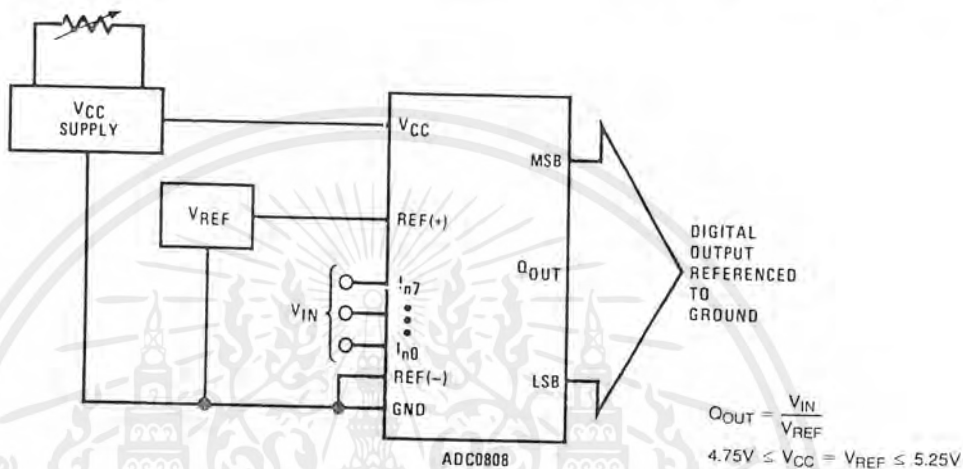 VCC
SUPPLY
VREF
VIN
VCC
REF(+)
In7
In0
REF(−)
GND
MSB
QOUT
LSB
ADC0808
DIGITAL
OUTPUT
REFERENCED
TO
GROUND
QOUT = VIN / VREF
4.75V ≤ VCC = VREF ≤ 5.25V